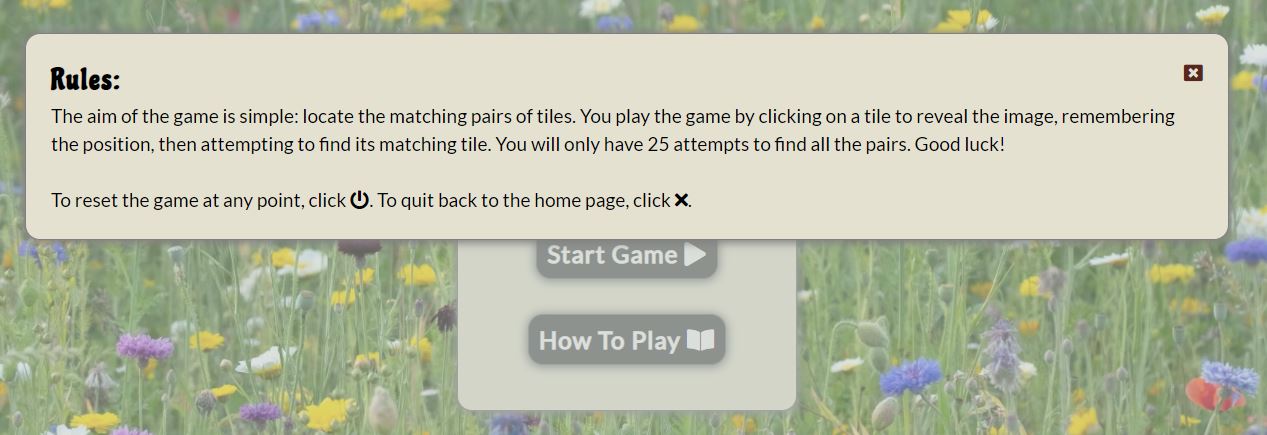 Rules:
The aim of the game is simple: locate the matching pairs of tiles. You play the game by clicking on a tile to reveal the image, remembering
the position, then attempting to find its matching tile. You will only have 25 attempts to find all the pairs. Good luck!
To reset the game at any point, click . To quit back to the home page, click .
Start Game
How To Play